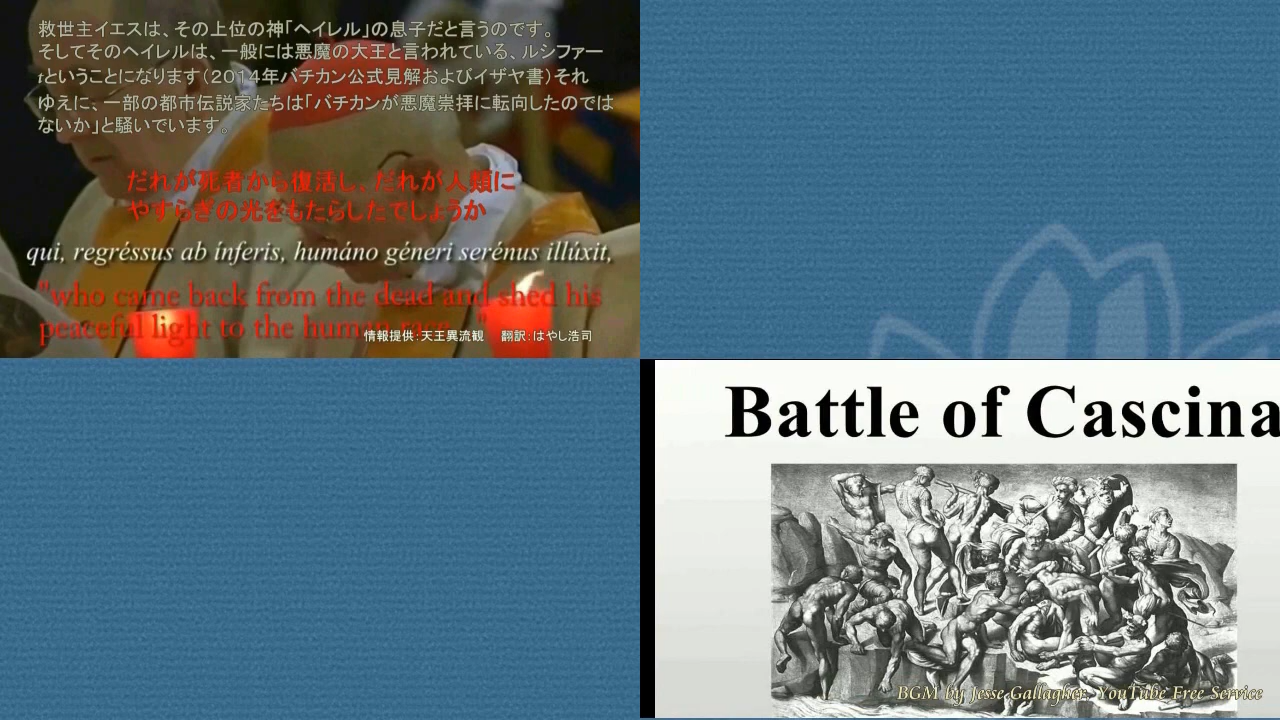 救世主イエスは、その上位の神「ヘイレル」の息子だと言うのです。
そしてそのヘイレルは、一般には悪魔の大王と言われている、ルシファー
tということになります（2014年バチカン公式見解およびイザヤ書）それ
ゆえに、一部の都市伝説家たちは「バチカンが悪魔崇拝に転向したのでは
ないか」と騒いでいます。
だれが死者から復活し、だれが人類に
やすらぎの光をもたらしたでしょうか
qui, regréssus ab ínferis, humáno géneri serénus illúxit,
"who came back from the dead and shed his
peaceful light to the human race
情報提供：天王異流観 翻訳：はやし浩司
Battle of Cascina
BGM by Jesse Gallagher. YouTube Free Service